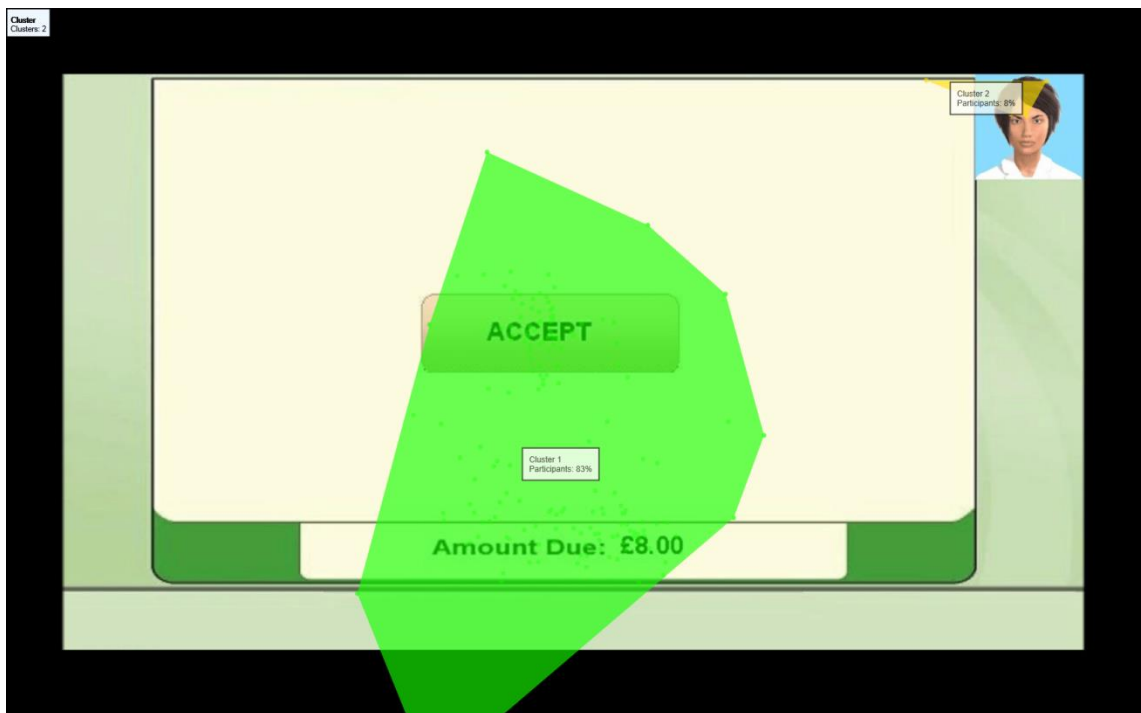 Cluster
Clusters: 2
Cluster 2
Participants: 8%
ACCEPT
Cluster 1
Participants: 83%
Amount Due: £8.00